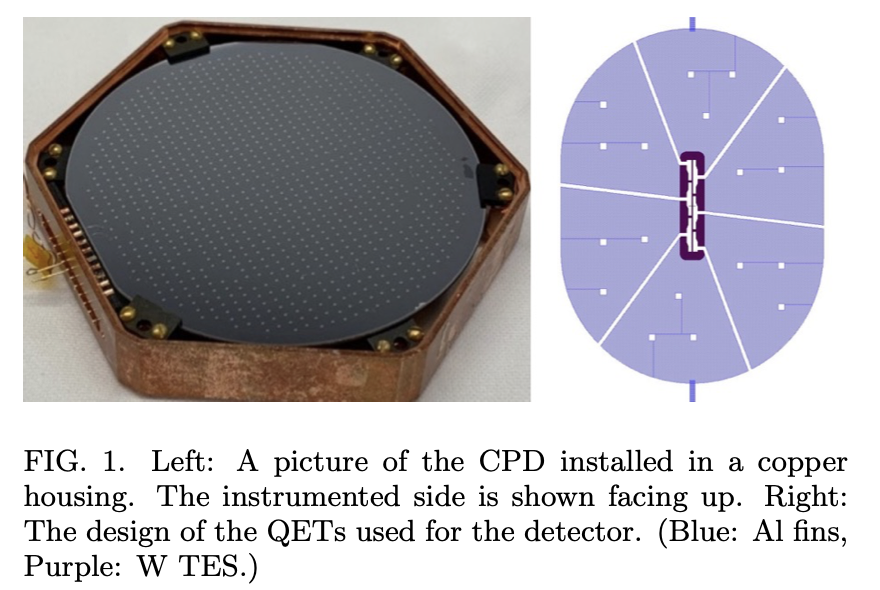 FIG. 1. Left: A picture of the CPD installed in a copper
housing. The instrumented side is shown facing up. Right:
The design of the QETs used for the detector. (Blue: Al fins,
Purple: W TES.)